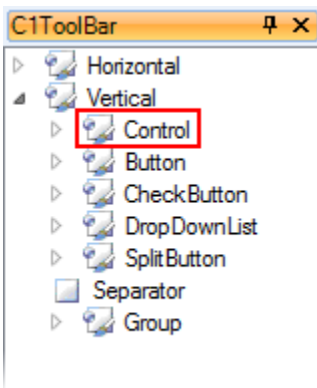 C1ToolBar
Horizontal
Vertical
Control
Button
CheckButton
DropDownList
SplitButton
Separator
Group